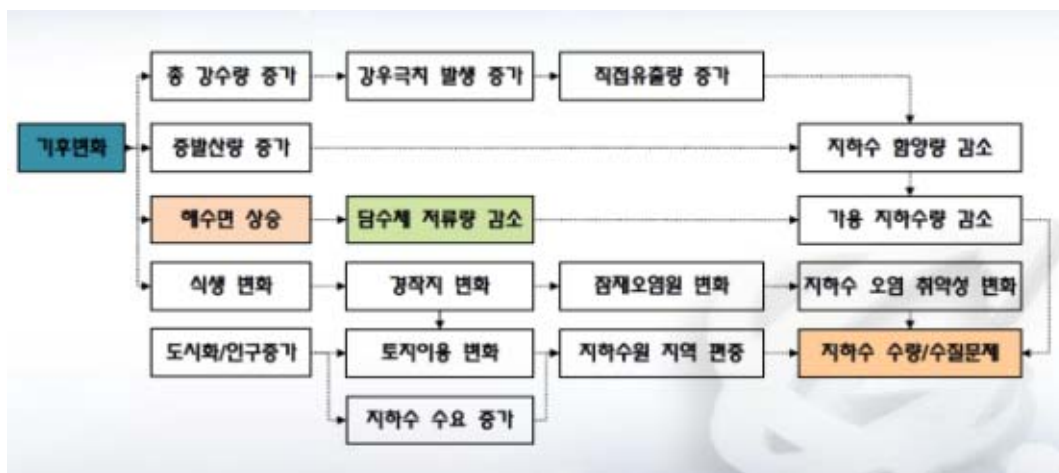 총 강수량 증가
강우극치 발생 증가
직접유출량 증가
기후변화
증발산량 증가
지하수 함양량 감소
해수면 상승
담수체 저류량 감소
가용 지하수량 감소
식생 변화
경작지 변화
잠재오염원 변화
지하수 오염 취약성 변화
도시화/인구증가
토지이용 변화
지하수원 지역 편중
지하수 수량/수질문제
지하수 수요 증가